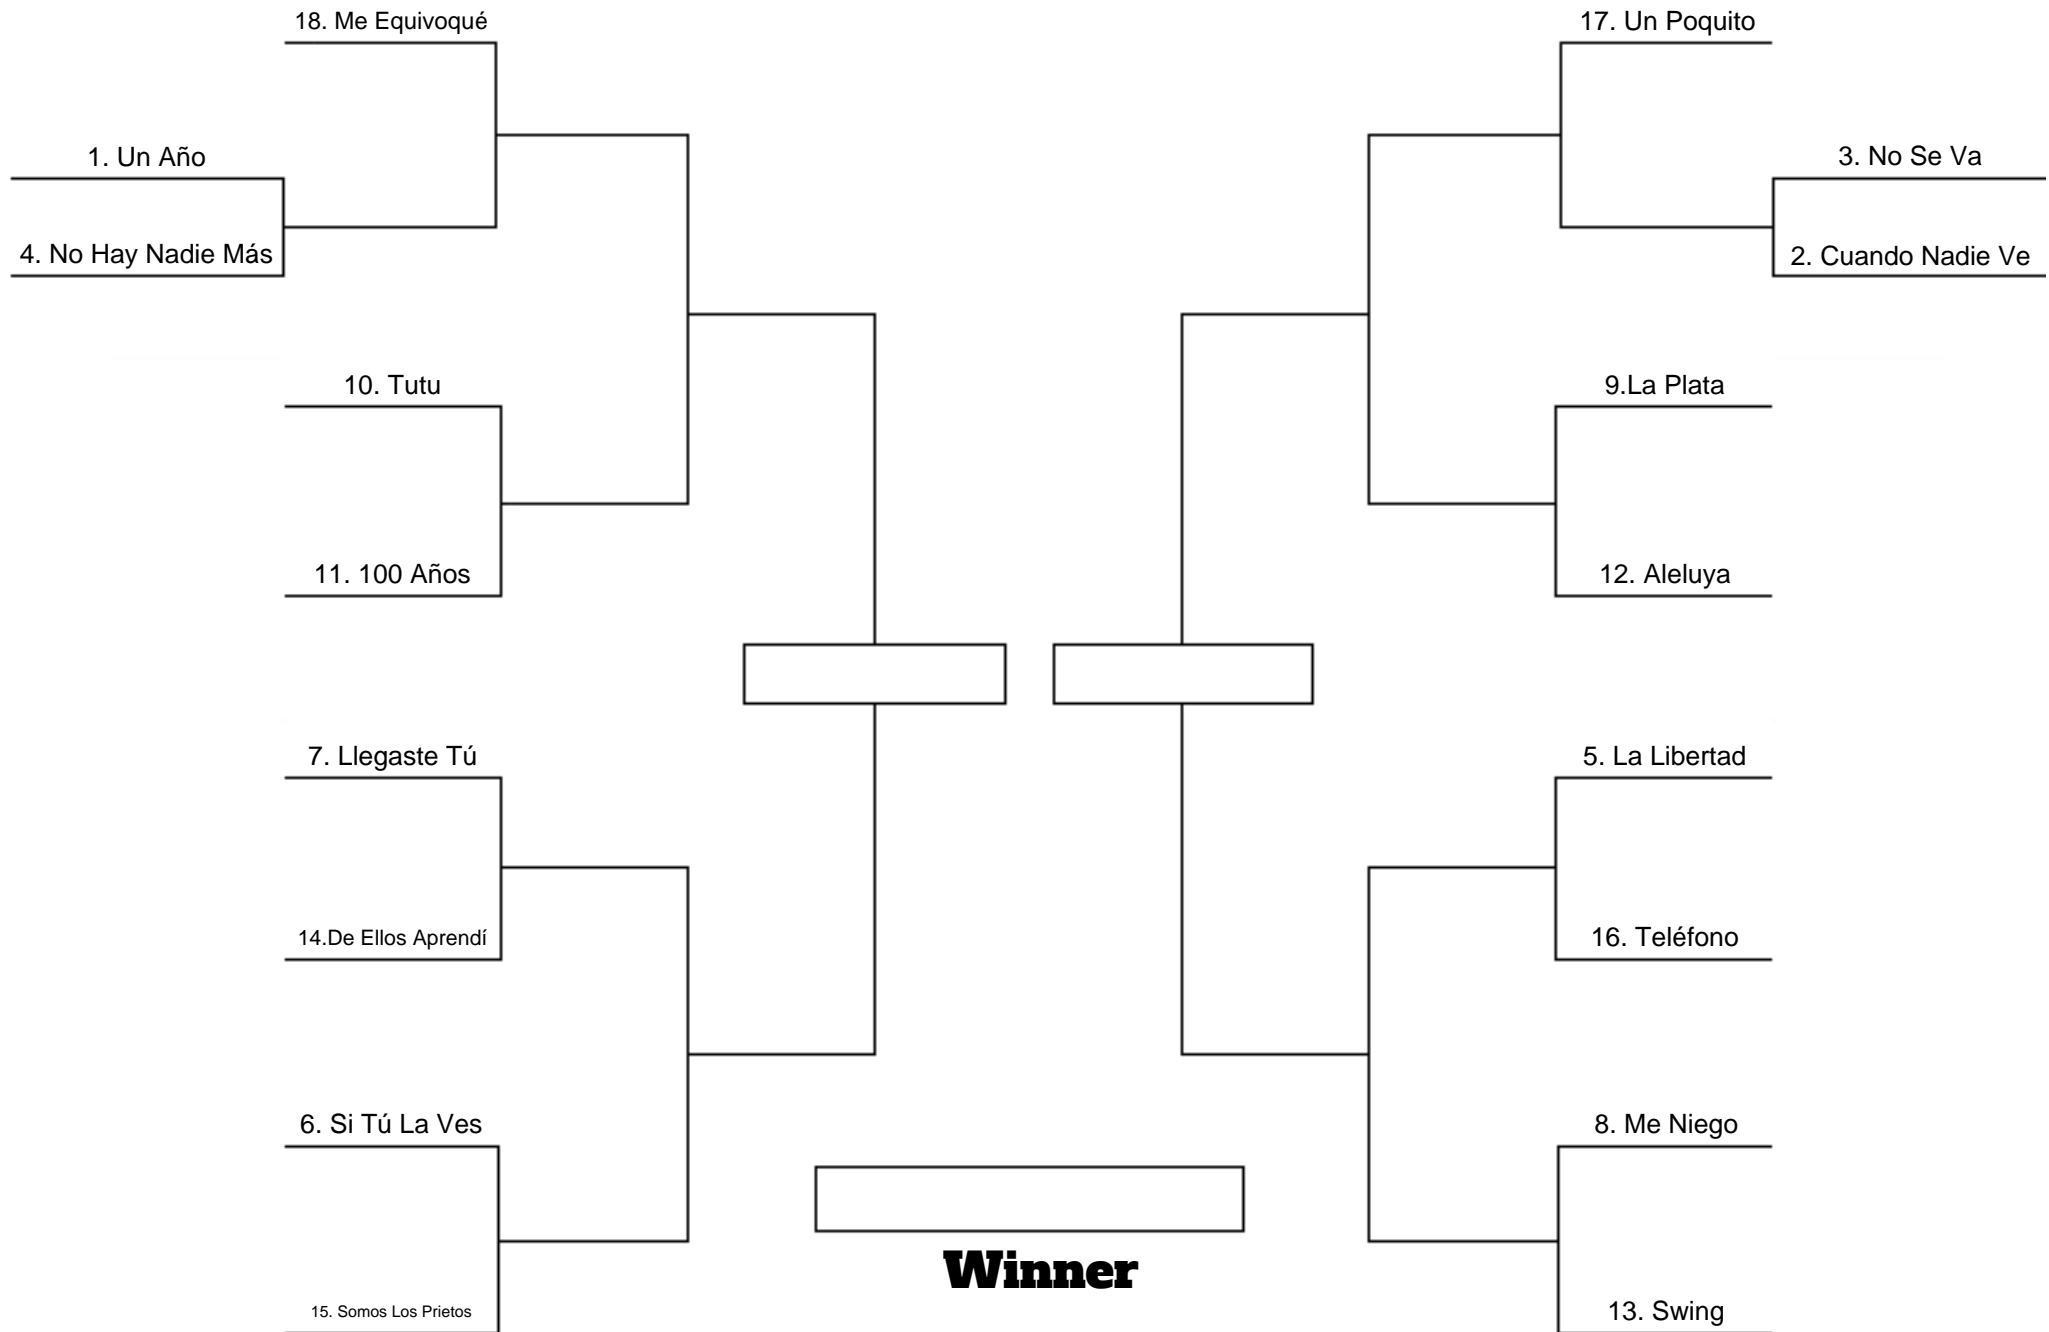 18. Me Equivoqué
17. Un Poquito
1. Un Año
3. No Se Va
4. No Hay Nadie Más
2. Cuando Nadie Ve
10. Tutu
9.La Plata
11. 100 Años
12. Aleluya
7. Llegaste Tú
5. La Libertad
14.De Ellos Aprendí
16. Teléfono
6. Si Tú La Ves
8. Me Niego
Winner
15. Somos Los Prietos
13. Swing